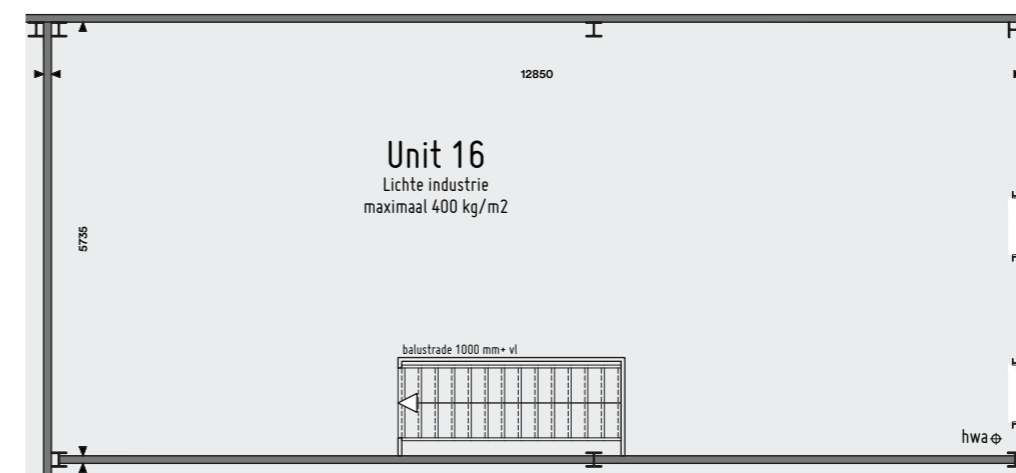 12850
Unit 16
Lichte industrie
maximaal 400 kg/m2
5735
balustrade 1000 mm+ vl
hwa